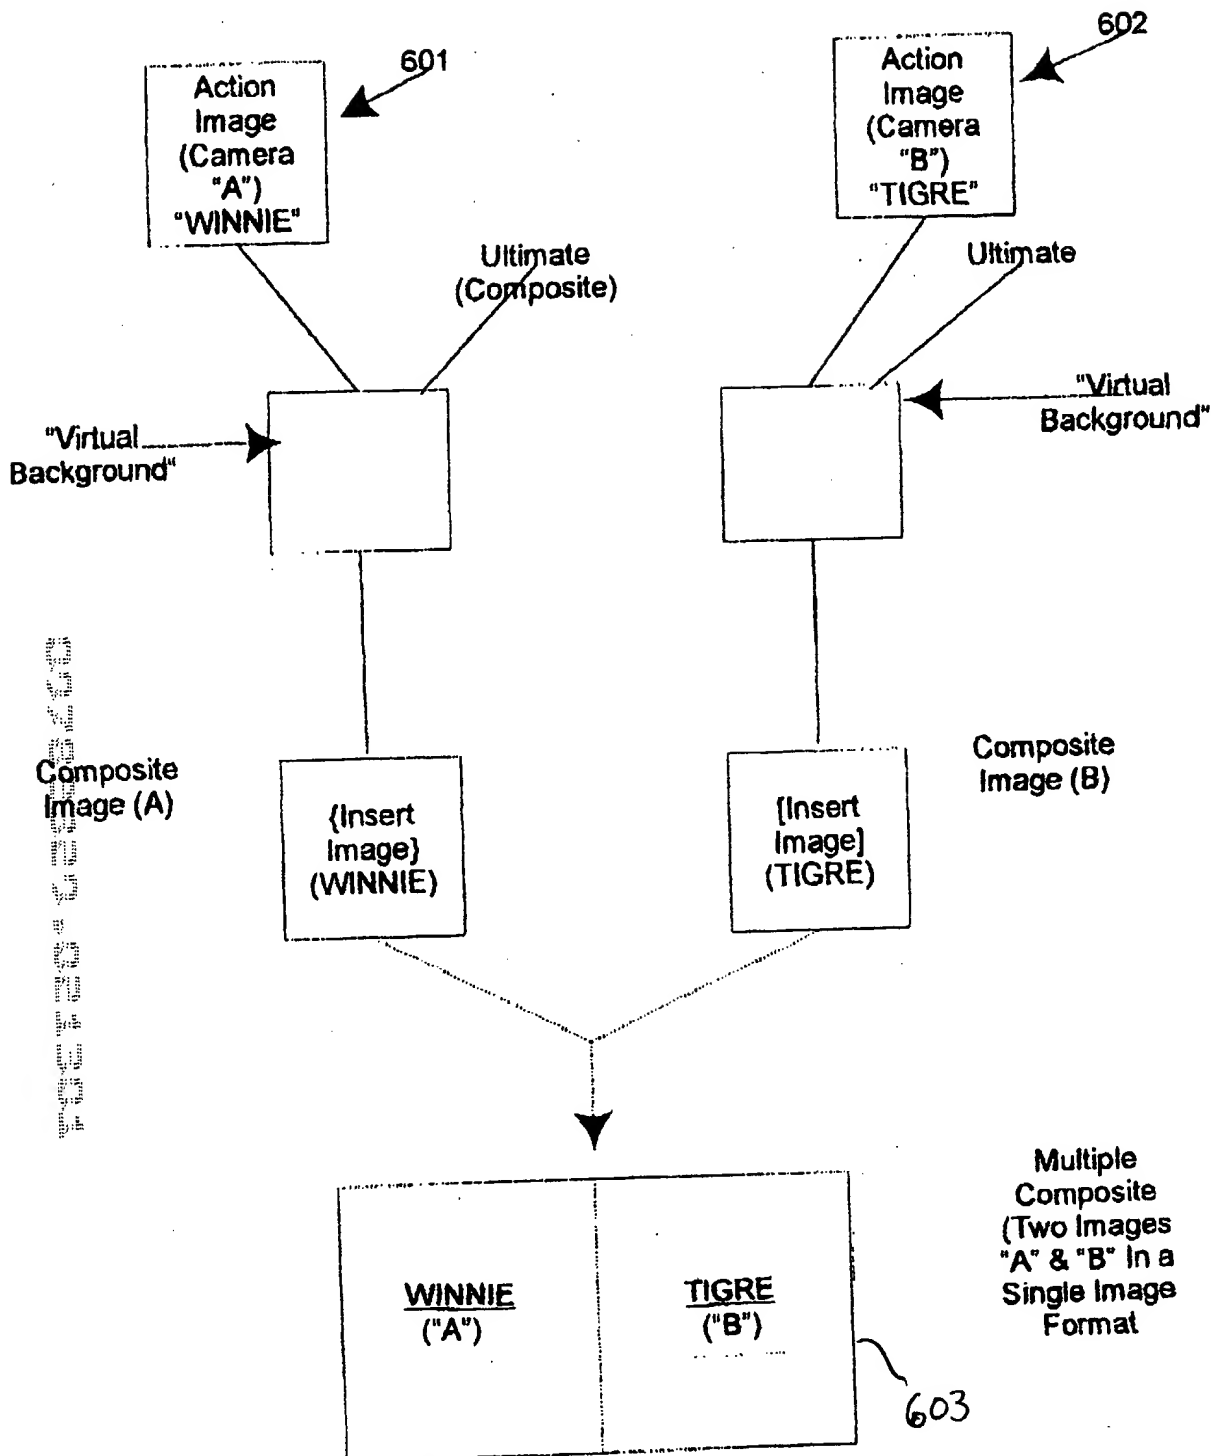 601
Action
Image
(Camera
"A")
"WINNIE"
602
Action
Image
(Camera
"B")
"TIGRE"
Ultimate
(Composite)
Ultimate
"Virtual
Background"
"Virtual
Background"
Composite
Image (A)
{Insert
Image}
(WINNIE)
[Insert
Image]
(TIGRE)
Composite
Image (B)
WINNIE
("A")
TIGRE
("B")
Multiple
Composite
(Two Images
"A" & "B" In a
Single Image
Format
603